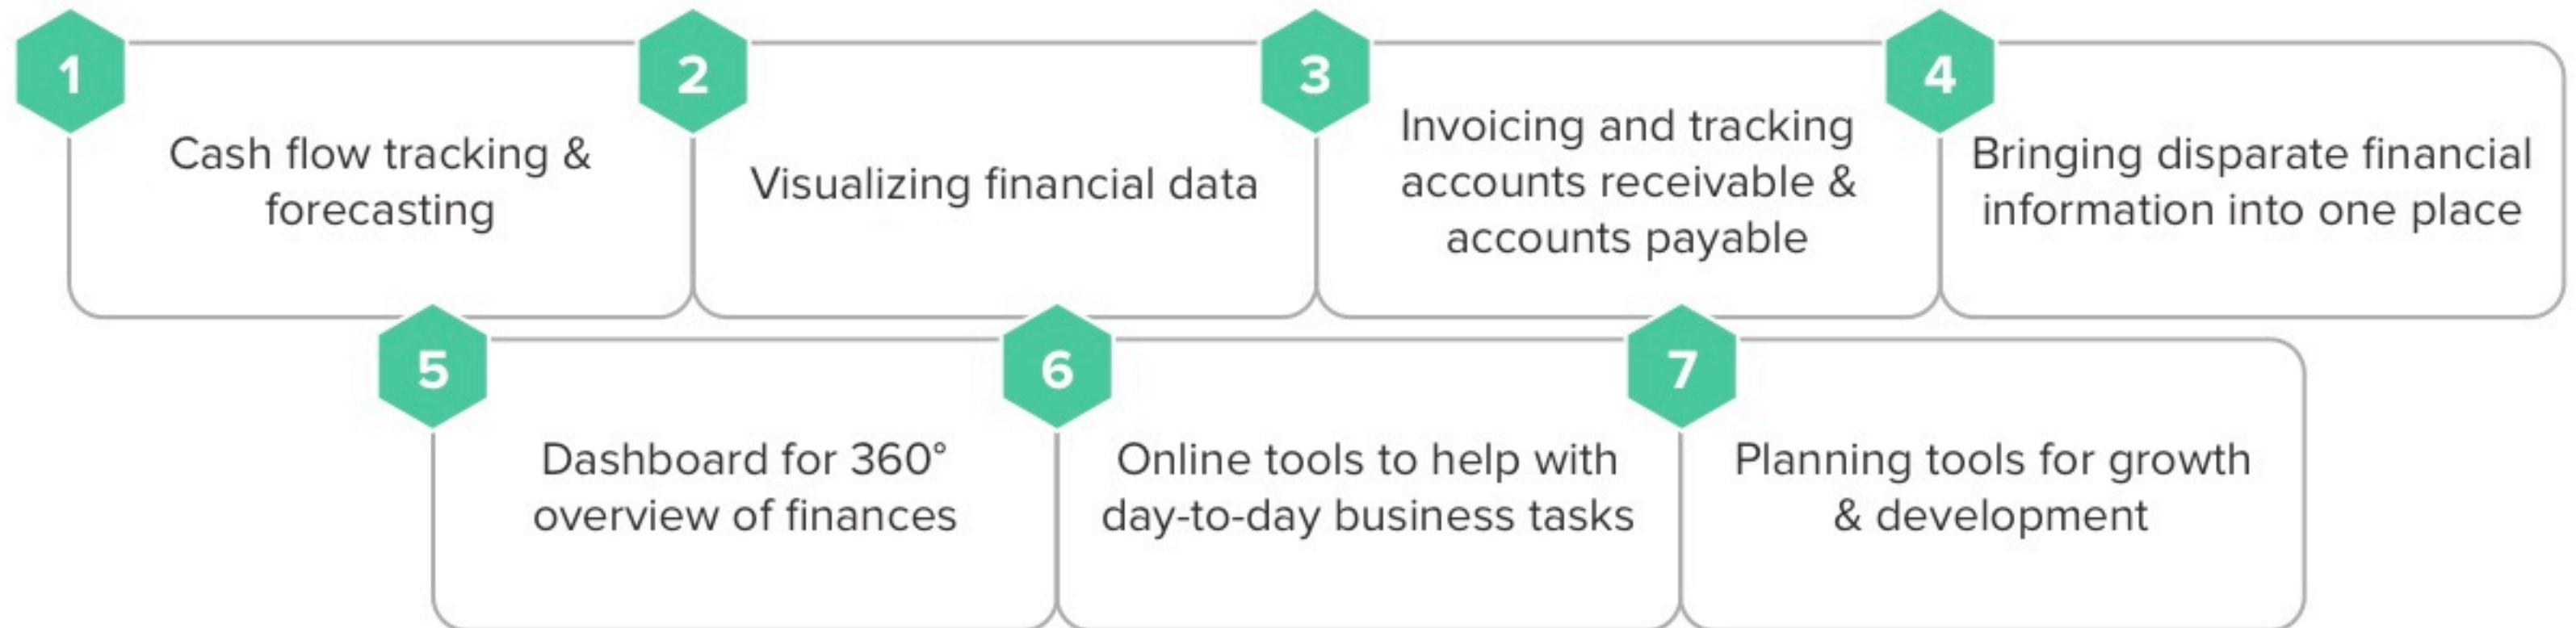 1
Cash flow tracking &
forecasting
2
Visualizing financial data
3
Invoicing and tracking
accounts receivable &
accounts payable
4
Bringing disparate financial
information into one place
5
Dashboard for 360°
overview of finances
6
Online tools to help with
day-to-day business tasks
7
Planning tools for growth
& development